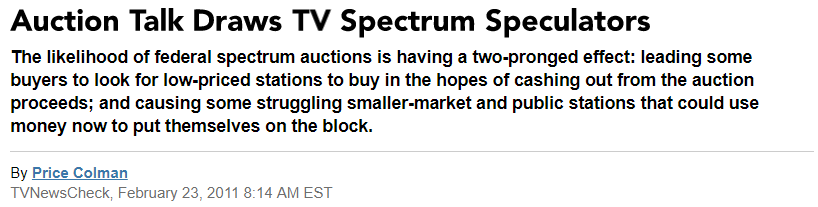 Auction Talk Draws TV Spectrum Speculators
The likelihood of federal spectrum auctions is having a two-pronged effect: leading some
buyers to look for low-priced stations to buy in the hopes of cashing out from the auction
proceeds; and causing some struggling smaller-market and public stations that could use
money now to put themselves on the block.
By Price Colman
TVNewsCheck, February 23, 2011 8:14 AM EST